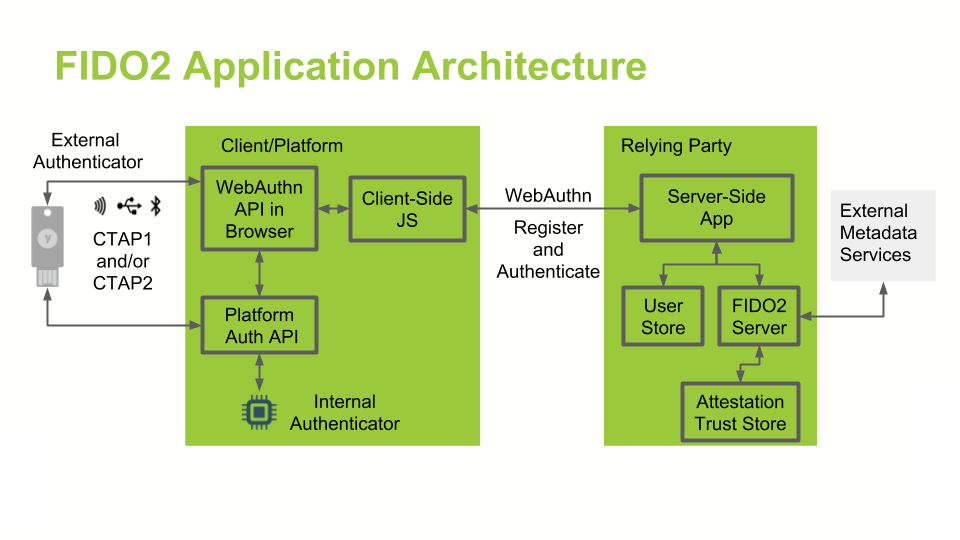 FIDO2 Application Architecture
External
Authenticator
CTAP1
and/or
CTAP2
Y
Client/Platform
WebAuthn
API in
Browser
Client-Side
JS
Platform
Auth API
Internal
Authenticator
WebAuthn
Register
and
Authenticate
Relying Party
Server-Side
App
User
Store
FIDO2
Server
Attestation
Trust Store
External
Metadata
Services